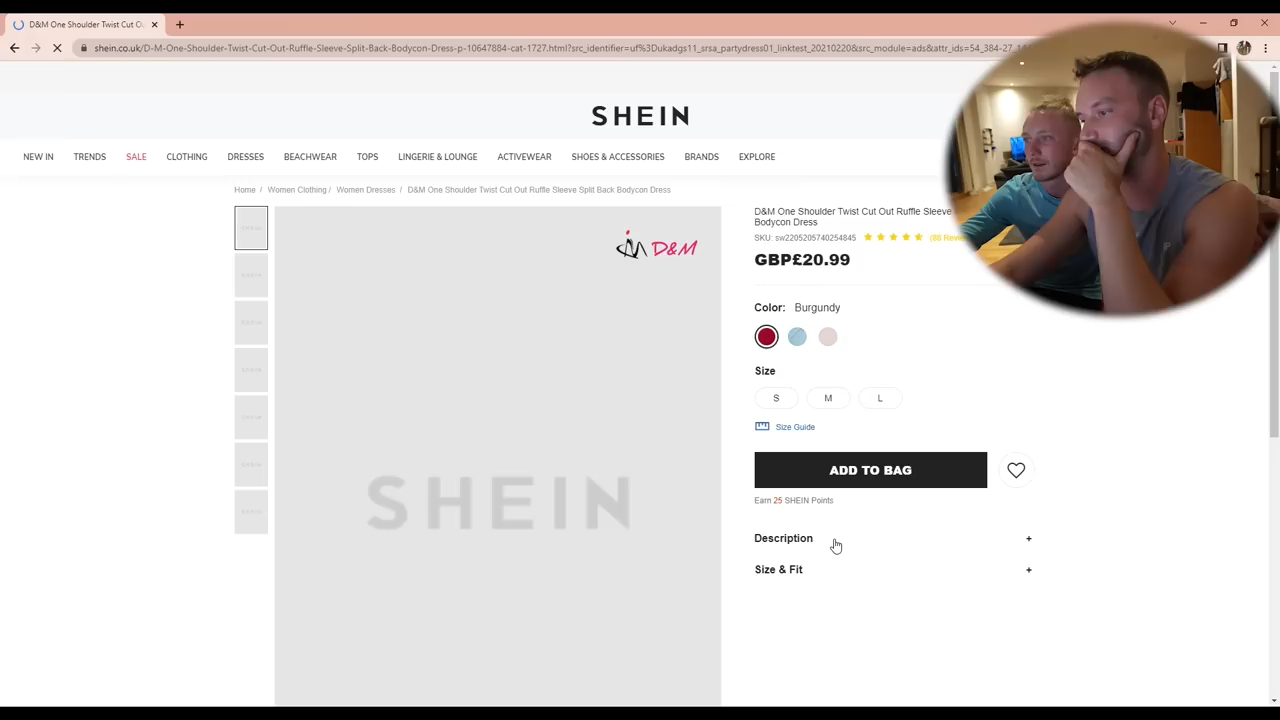 D&M One Shoulder Twist Cut Ou
shein.co.uk/D-M-One-Shoulder-Twist-Cut-Out-Ruffle-Sleeve-Split-Back-Bodycon-Dress-p-10647884-cat-1727.html?src_identifier=uf%3Dukadgs11_srsa_partydress01_linktest_20210220&src_module=ads&attr_ids=54_384-27_1
SHEIN
NEW IN TRENDS SALE CLOTHING DRESSES BEACHWEAR TOPS LINGERIE & LOUNGE ACTIVEWEAR SHOES & ACCESSORIES BRANDS EXPLORE
Home / Women Clothing / Women Dresses / D&M One Shoulder Twist Cut Out Ruffle Sleeve Split Back Bodycon Dress
D&M
SHEIN
D&M One Shoulder Twist Cut Out Ruffle Sleeve
Bodycon Dress
SKU: sw2205205740254845 (88 Revie
GBP£20.99
Color: Burgundy
Size
S M L
Size Guide
ADD TO BAG
Earn 25 SHEIN Points
Description +
Size & Fit +